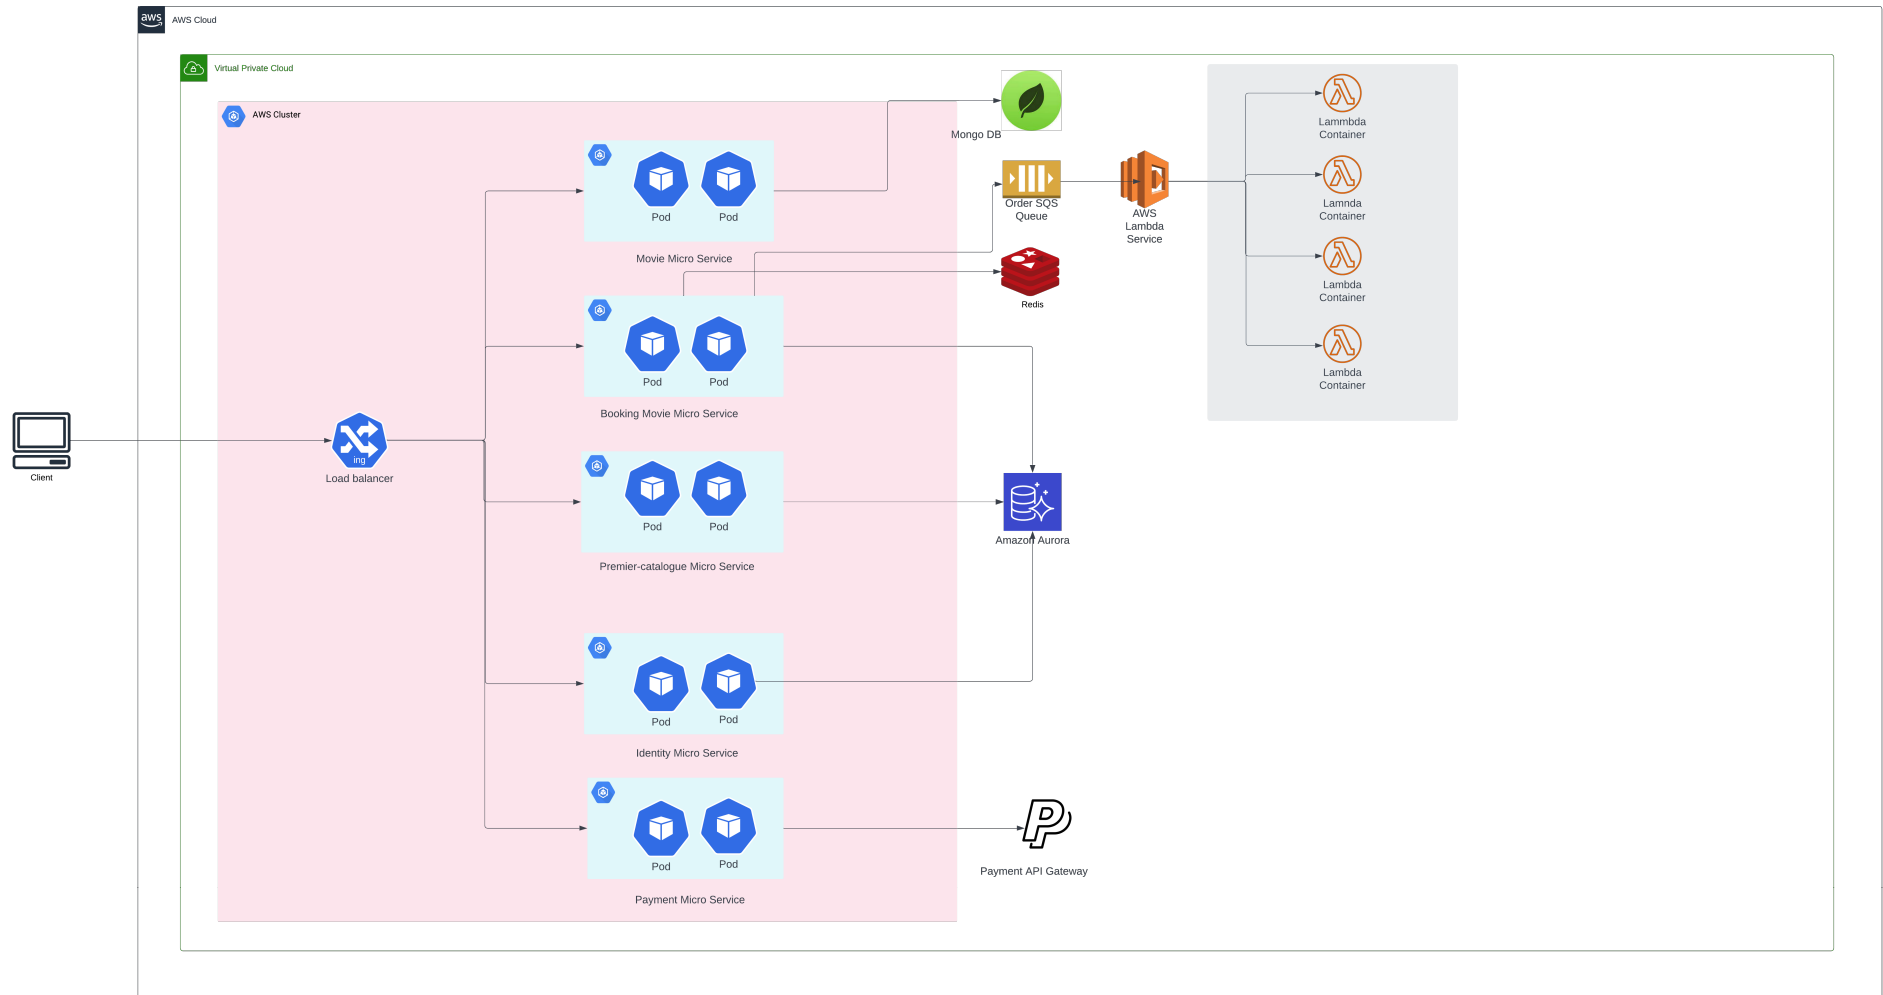 aws
AWS Cloud
Virtual Private Cloud
AWS Cluster
Mongo DB
Lammbda
Container
Pod
Pod
Movie Micro Service
Order SQS
Queue
AWS
Lambda
Service
Lamnda
Container
Redis
Lambda
Container
Pod
Pod
Booking Movie Micro Service
Lambda
Container
Client
ing
Load balancer
Pod
Pod
Premier-catalogue Micro Service
Amazon Aurora
Pod
Pod
Identity Micro Service
Pod
Pod
Payment Micro Service
Payment API Gateway